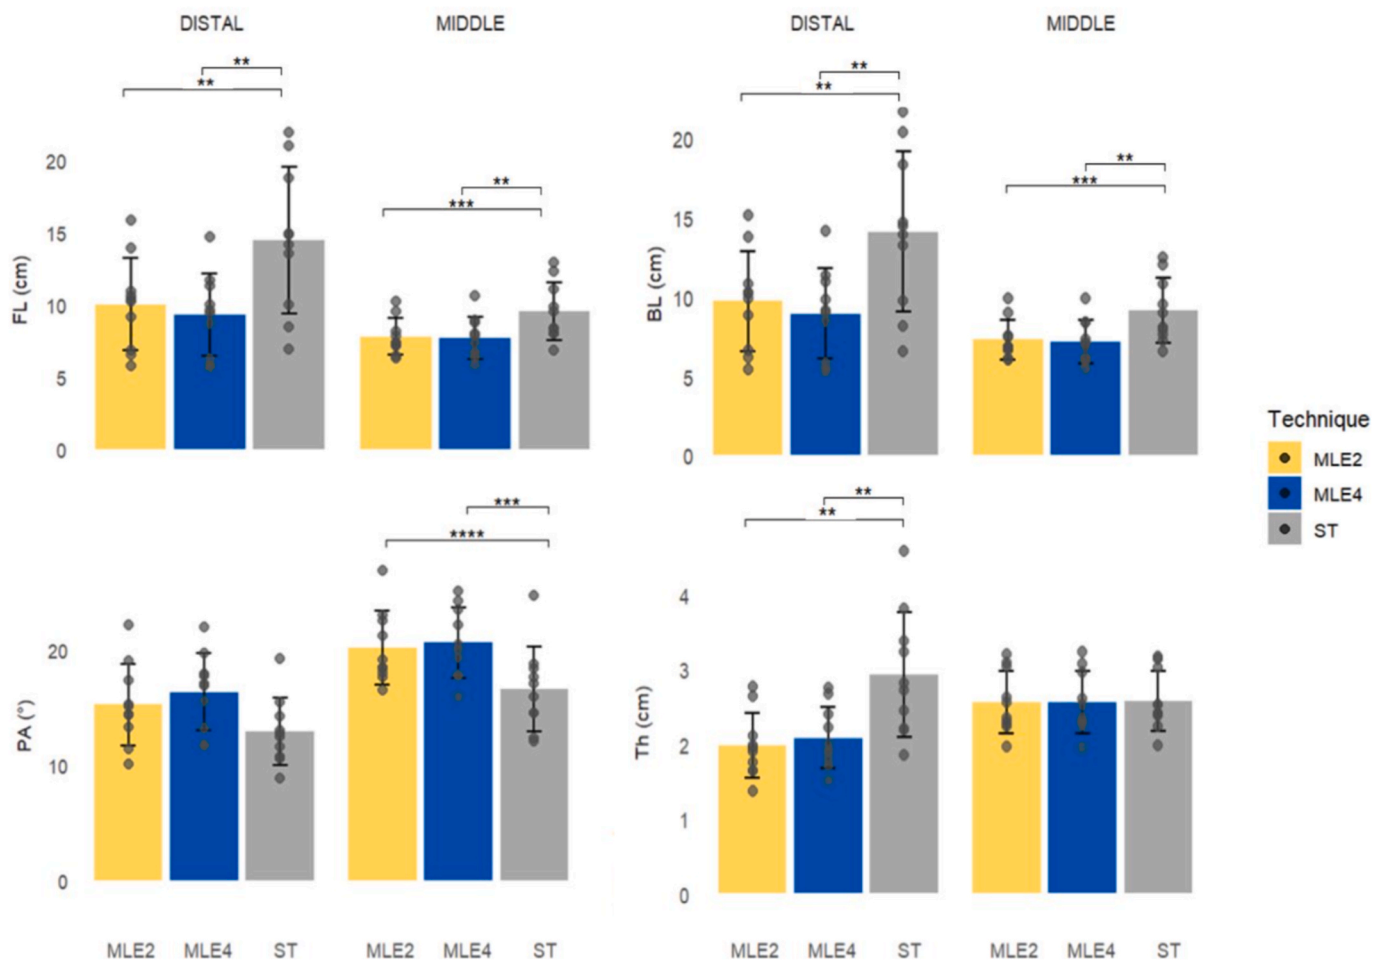 DISTAL MIDDLE DISTAL MIDDLE
** **
** **
** **
*** ***
FL (cm)
20
15
10
5
0
BL (cm)
20
15
10
5
0
Technique
MLE2
MLE4
ST
*** **
**** **
PA (°)
20
10
0
Th (cm)
4
3
2
1
0
MLE2 MLE4 ST MLE2 MLE4 ST MLE2 MLE4 ST MLE2 MLE4 ST